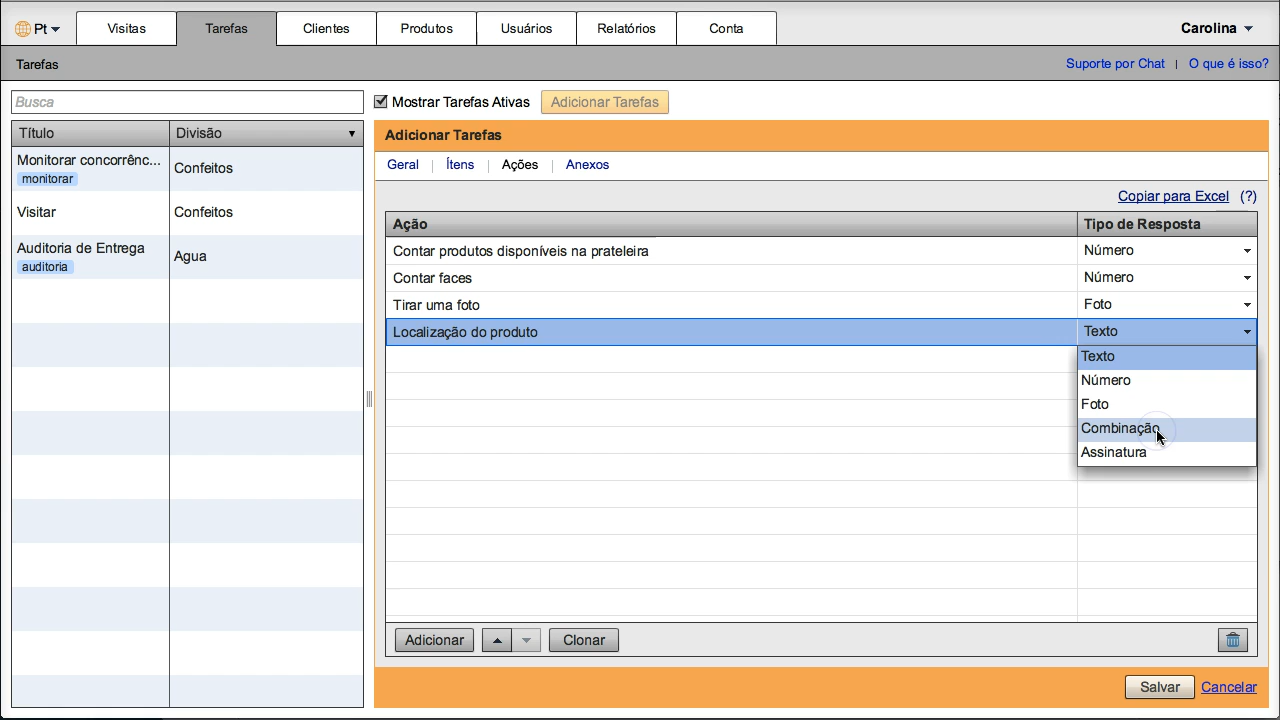 Pt
Visitas
Tarefas
Clientes
Produtos
Usuários
Relatórios
Conta
Carolina
Tarefas
Suporte por Chat | O que é isso?
Busca
Mostrar Tarefas Ativas
Adicionar Tarefas
Título
Divisão
Monitorar concorrênc...
monitorar
Confeitos
Visitar
Confeitos
Auditoria de Entrega
auditoria
Agua
Adicionar Tarefas
Geral | Ítens | Ações | Anexos
Copiar para Excel (?)
Ação
Tipo de Resposta
Contar produtos disponíveis na prateleira
Número
Contar faces
Número
Tirar uma foto
Foto
Localização do produto
Texto
Texto
Número
Foto
Combinação
Assinatura
Adicionar
Clonar
Salvar
Cancelar